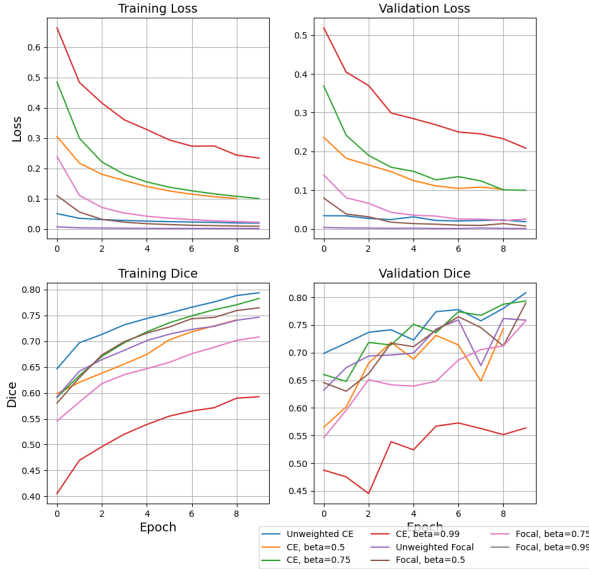 Training Loss
Validation Loss
Loss
0.6
0.5
0.4
0.3
0.2
0.1
0.0
0 2 4 6 8
0.5
0.4
0.3
0.2
0.1
0.0
0 2 4 6 8
Training Dice
Validation Dice
Dice
0.80
0.75
0.70
0.65
0.60
0.55
0.50
0.45
0.40
0 2 4 6 8
Epoch
0.80
0.75
0.70
0.65
0.60
0.55
0.50
0.45
0 2 4 6 8
Epoch
Unweighted CE
CE, beta=0.5
CE, beta=0.75
CE, beta=0.99
Unweighted Focal
Focal, beta=0.5
Focal, beta=0.75
Focal, beta=0.99